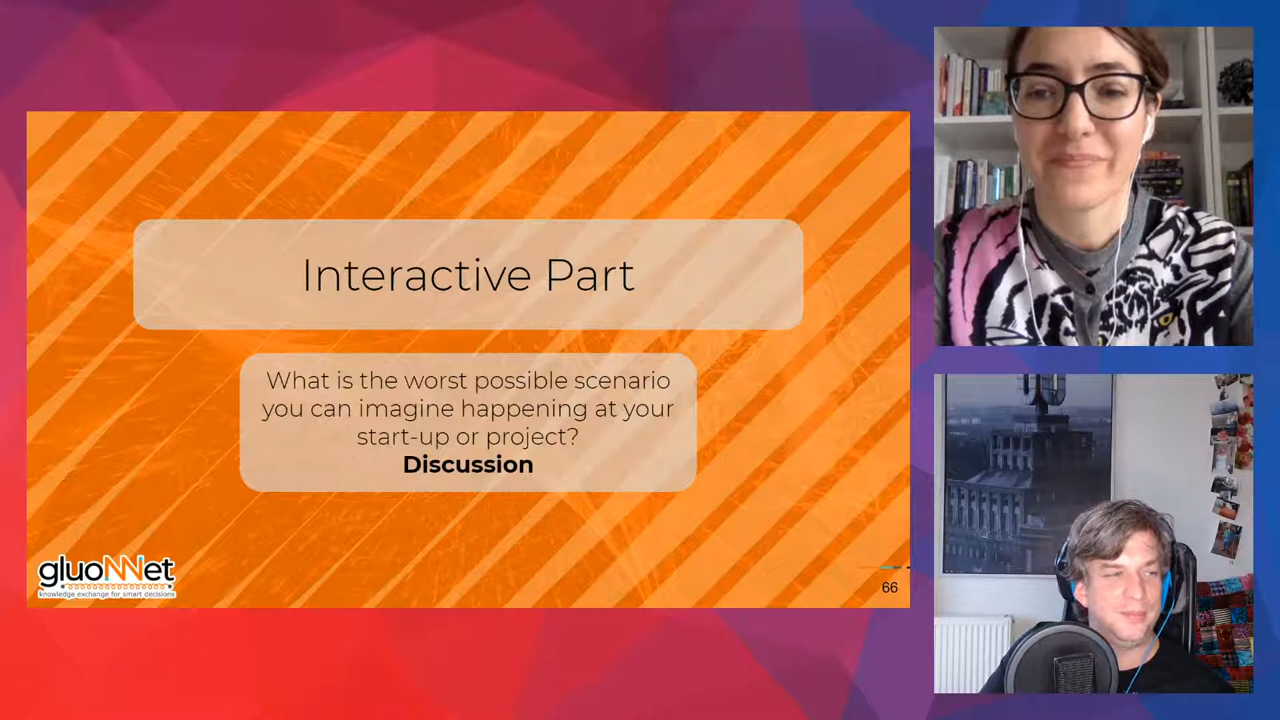 Interactive Part
What is the worst possible scenario
you can imagine happening at your
start-up or project?
Discussion
gluoNNet
knowledge exchange for smart decisions
66